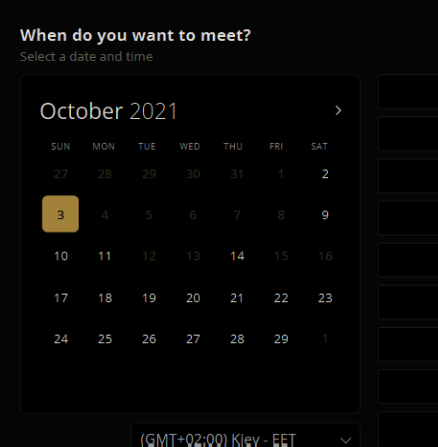 When do you want to meet?
Select a date and time
October 2021
SUN MON TUE WED THU FRI SAT
27 28 29 30 31 1 2
3 4 5 6 7 8 9
10 11 12 13 14 15 16
17 18 19 20 21 22 23
24 25 26 27 28 29 1
(GMT+02:00) Kiev - EET